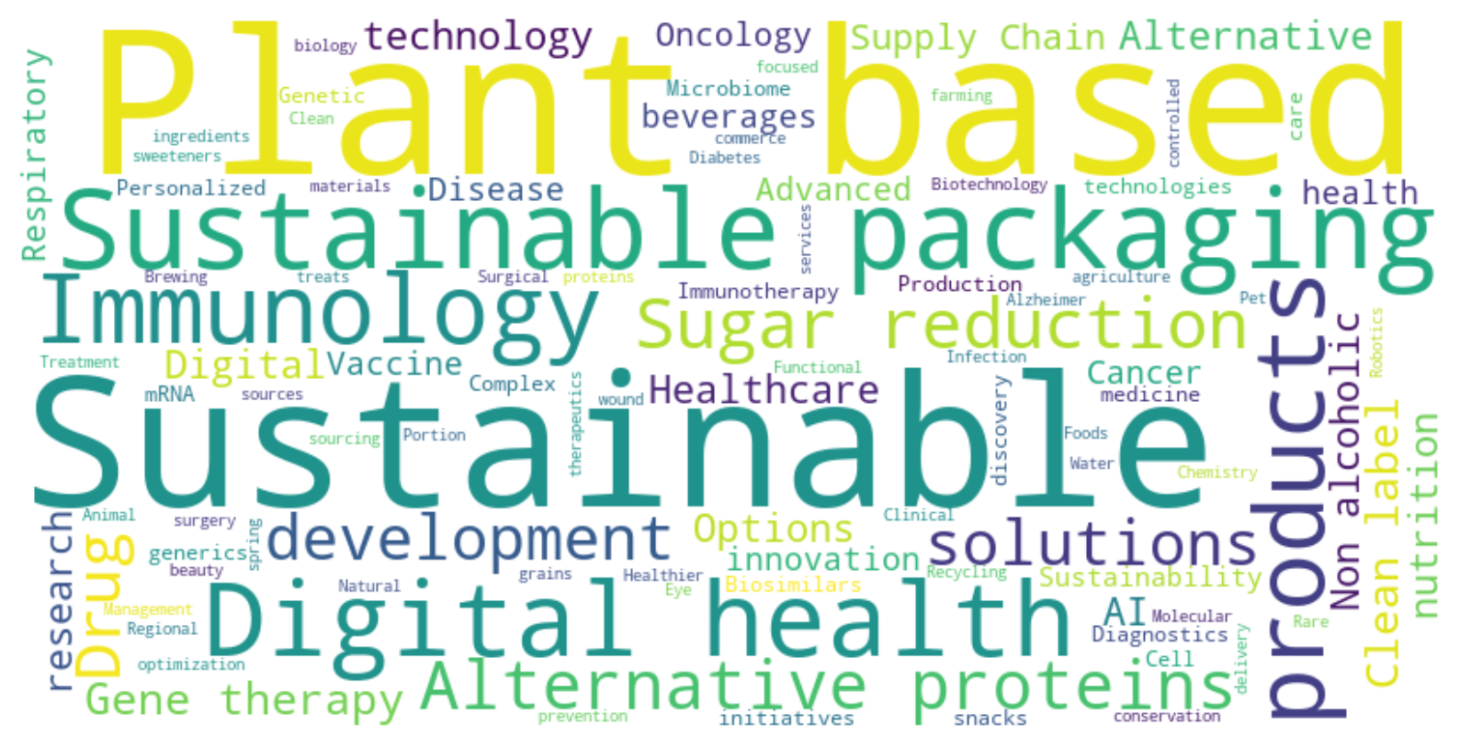 Plant based
biology
technology
Oncology
Supply Chain
Alternative
focused
Respiratory
Genetic
Clean
Microbiome
beverages
farming
controlled
care
ingredients
sweeteners
commerce
Diabetes
Personalized
materials
Disease
Advanced
Biotechnology
technologies
health
Sustainable packaging
services
Brewing
treats
Surgical
proteins
Immunotherapy
Production
agriculture
Alzheimer
Pet
Immunology
Sugar reduction
products
Non alcoholic
Robotics
Treatment
Digital
Vaccine
Complex
Functional
Infection
Cancer
Healthcare
medicine
mRNA
sources
therapeutics
wound
discovery
Sustainable
sourcing
Portion
Foods
Water
Chemistry
Clean label
nutrition
research
Animal
surgery
spring
development
Options
Clinical
solutions
Drug
generics
beauty
innovation
Natural
grains
Healthier
Eye
Biosimilars
Recycling
Sustainability
Management
Regional
Digital health
AI
Molecular
Rare
Diagnostics
optimization
Cell
delivery
Gene therapy
Alternative proteins
prevention
initiatives
snacks
conservation